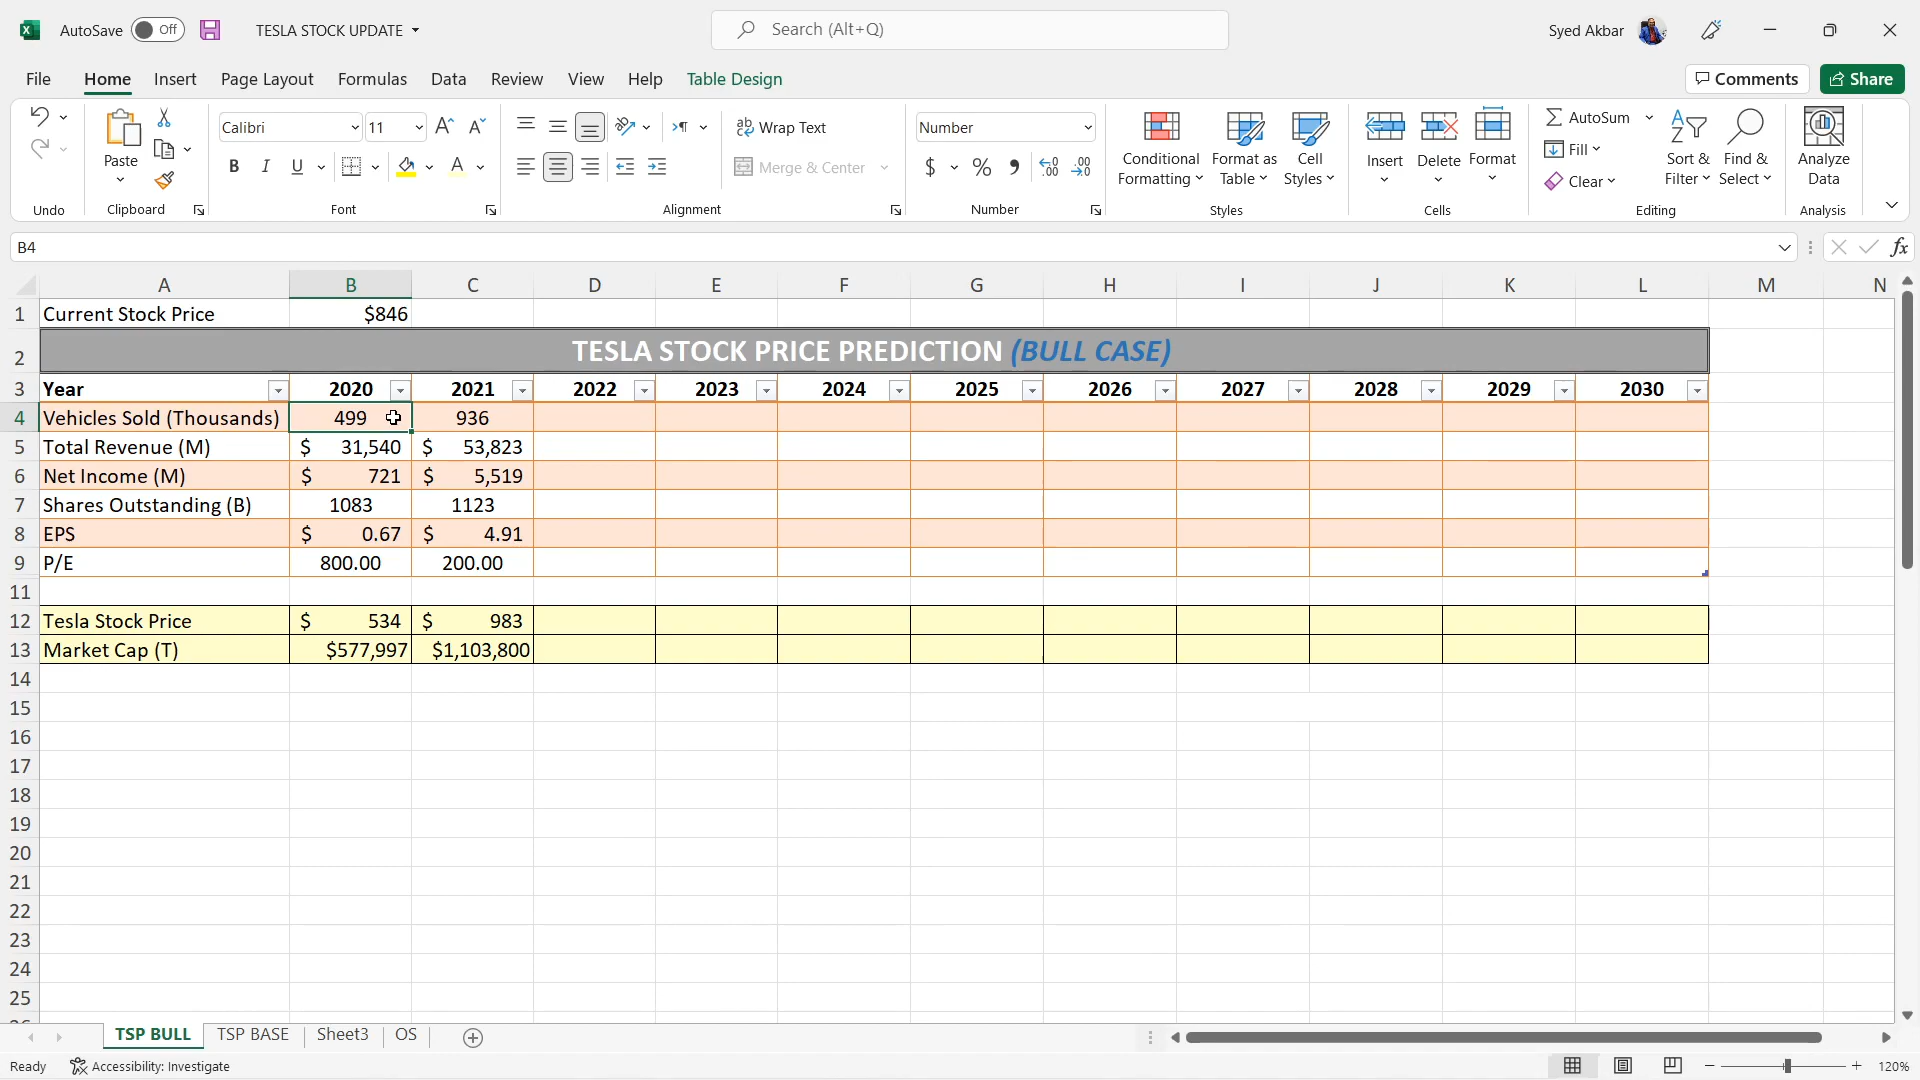 AutoSave Off TESLA STOCK UPDATE Search (Alt+Q) Syed Akbar
File Home Insert Page Layout Formulas Data Review View Help Table Design Comments Share
Calibri 11 Wrap Text Number AutoSum
Paste Merge & Center $ % Conditional Formatting Format as Table Cell Styles Insert Delete Format Fill Clear Sort & Filter Find & Select Analyze Data
Undo Clipboard Font Alignment Number Styles Cells Editing Analysis
B4 fx
A B C D E F G H I J K L M N
1 Current Stock Price $846
2 TESLA STOCK PRICE PREDICTION (BULL CASE)
3 Year 2020 2021 2022 2023 2024 2025 2026 2027 2028 2029 2030
4 Vehicles Sold (Thousands) 499 936
5 Total Revenue (M) $ 31,540 $ 53,823
6 Net Income (M) $ 721 $ 5,519
7 Shares Outstanding (B) 1083 1123
8 EPS $ 0.67 $ 4.91
9 P/E 800.00 200.00
11
12 Tesla Stock Price $ 534 $ 983
13 Market Cap (T) $577,997 $1,103,800
14
15
16
17
18
19
20
21
22
23
24
25
TSP BULL TSP BASE Sheet3 OS
Ready Accessibility: Investigate 120%